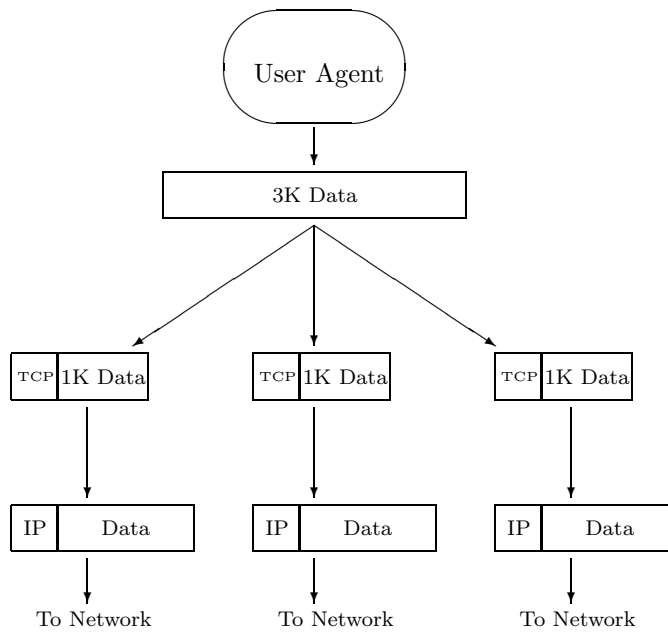 User Agent
3K Data
TCP 1K Data TCP 1K Data TCP 1K Data
IP Data IP Data IP Data
To Network To Network To Network